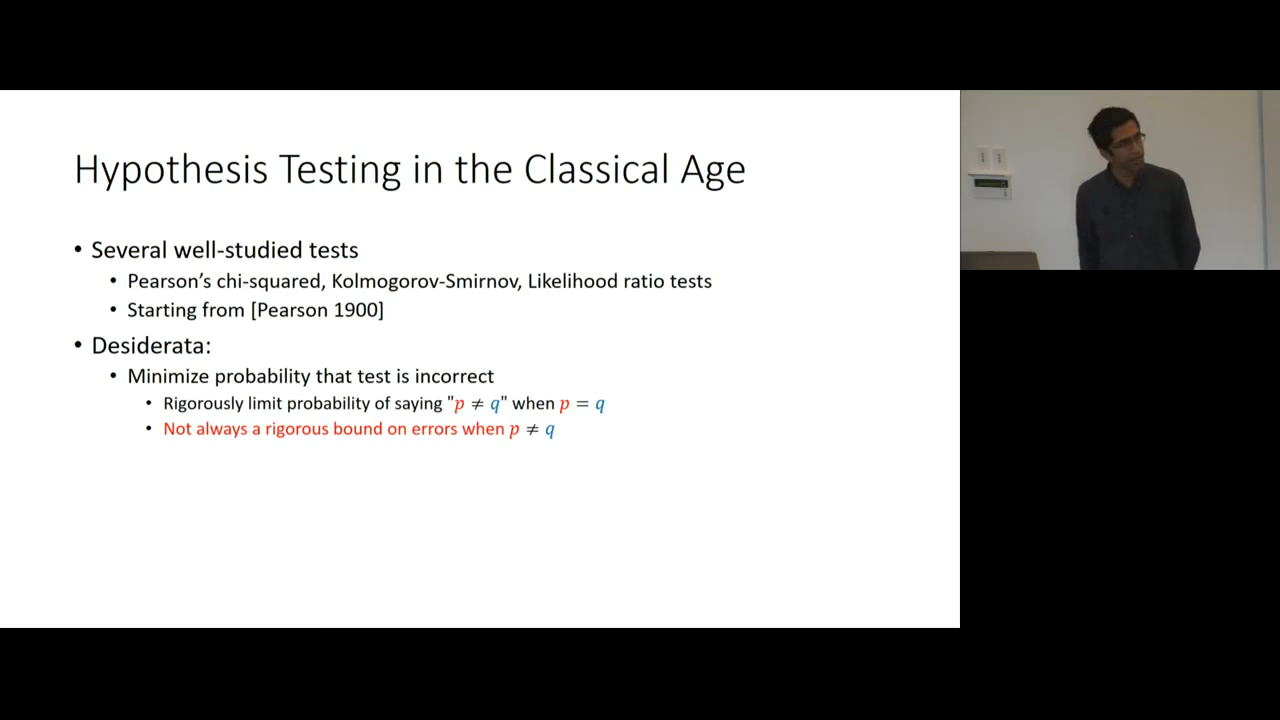 Hypothesis Testing in the Classical Age
• Several well-studied tests
• Pearson’s chi-squared, Kolmogorov-Smirnov, Likelihood ratio tests
• Starting from [Pearson 1900]
• Desiderata:
• Minimize probability that test is incorrect
• Rigorously limit probability of saying "p ≠ q" when p = q
• Not always a rigorous bound on errors when p ≠ q